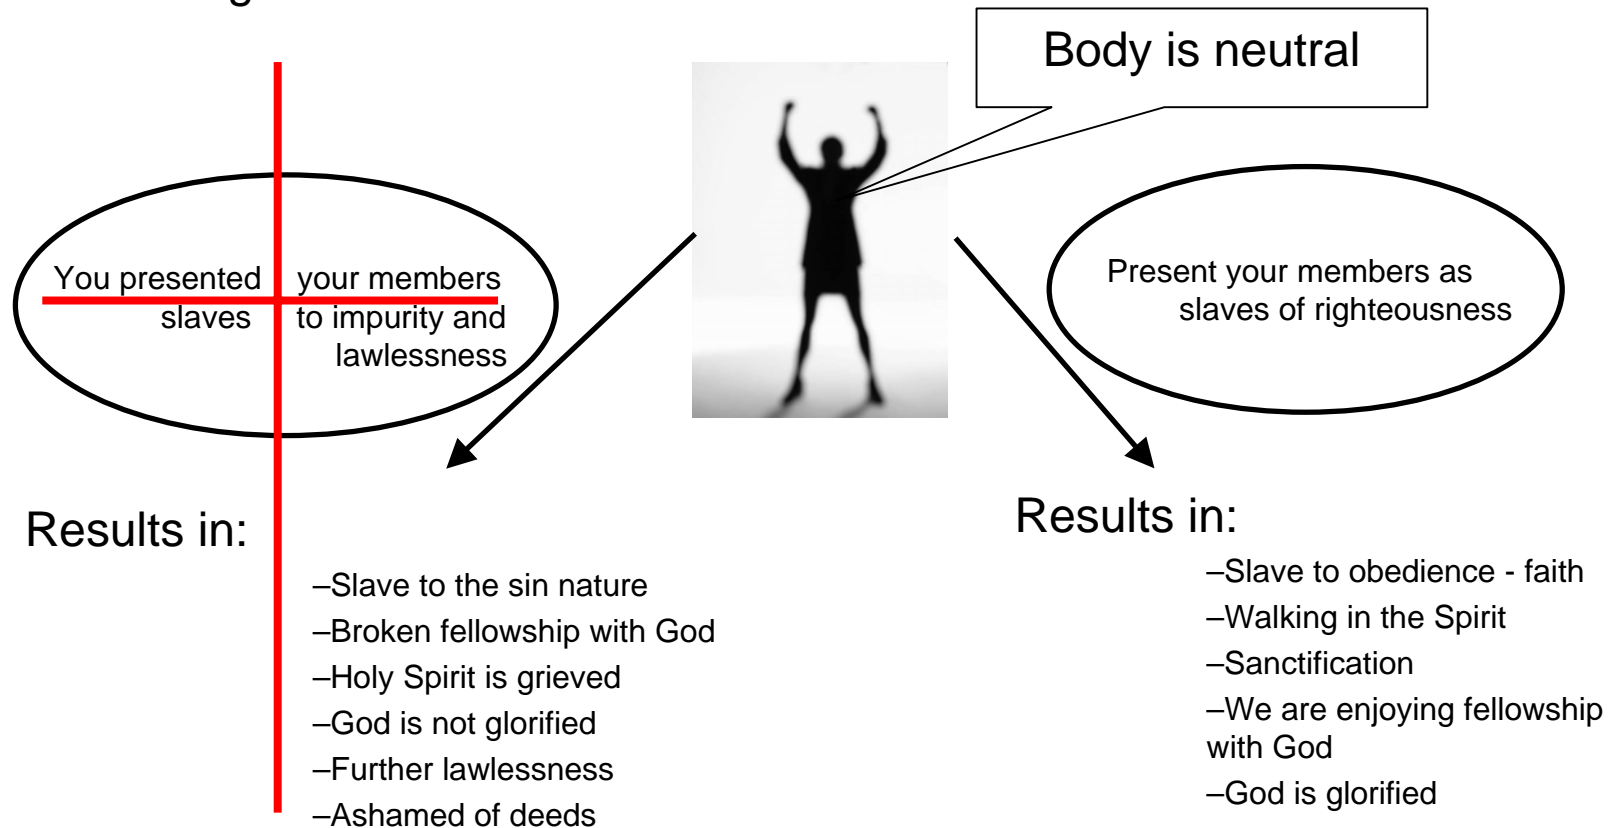 Body is neutral
You presented your members
slaves to impurity and
lawlessness
Present your members as
slaves of righteousness
Results in:
–Slave to the sin nature
–Broken fellowship with God
–Holy Spirit is grieved
–God is not glorified
–Further lawlessness
–Ashamed of deeds
Results in:
–Slave to obedience - faith
–Walking in the Spirit
–Sanctification
–We are enjoying fellowship
with God
–God is glorified